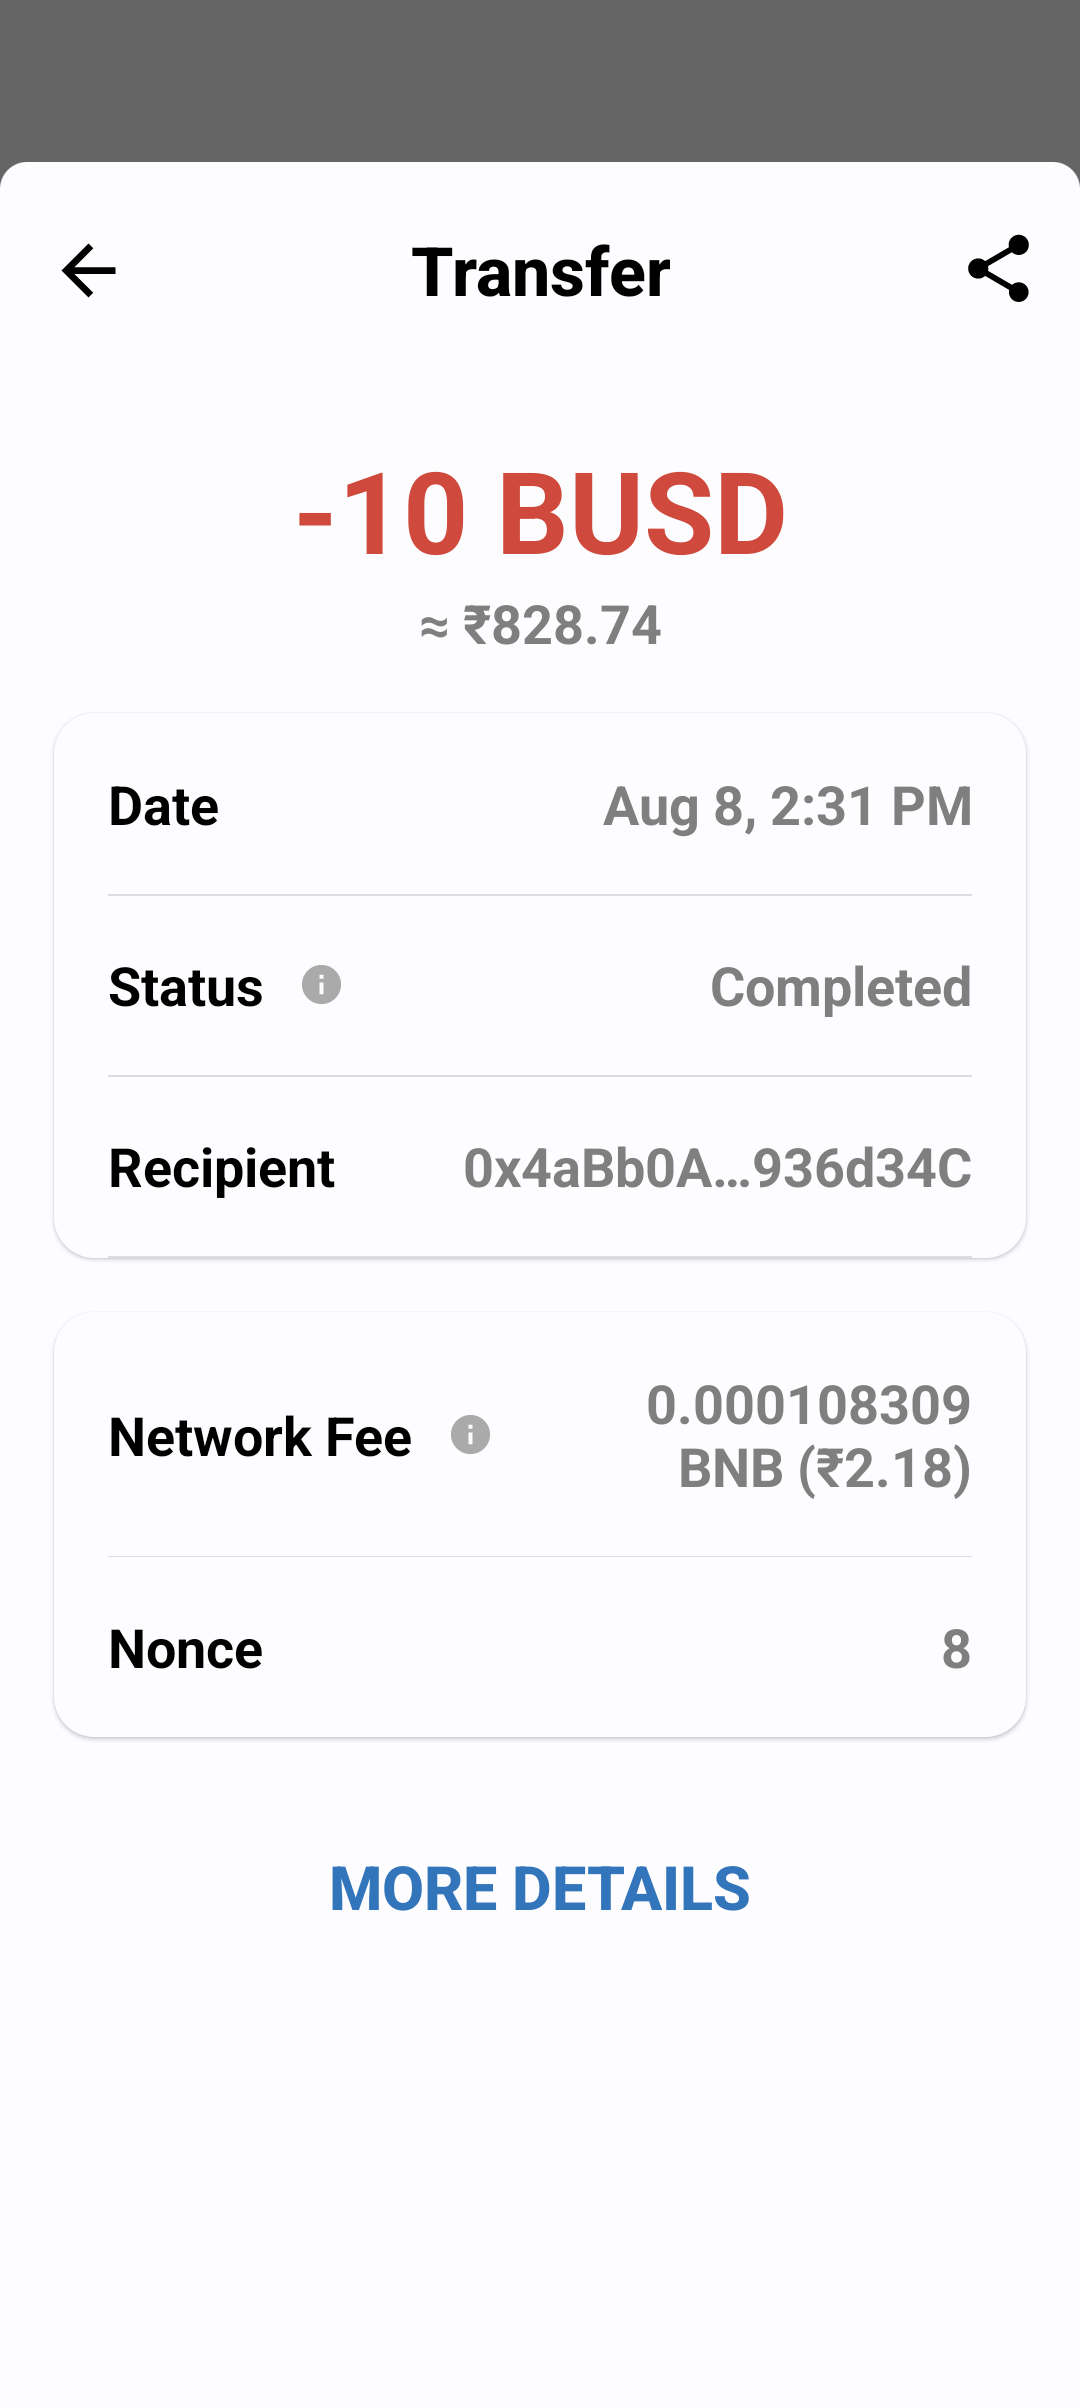 Transfer
-10 BUSD
≈ ₹828.74
Date Aug 8, 2:31 PM
Status Completed
Recipient 0x4aBb0A...936d34C
Network Fee 0.000108309
BNB (₹2.18)
Nonce 8
MORE DETAILS